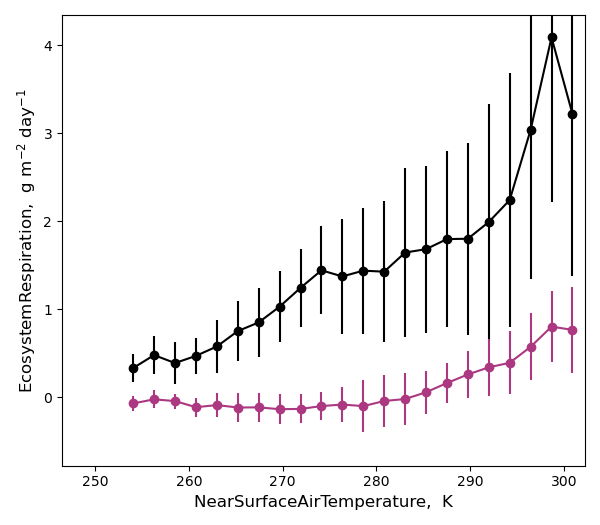 4
3
2
1
0
EcosystemRespiration, g m⁻² day⁻¹
250 260 270 280 290 300
NearSurfaceAirTemperature, K